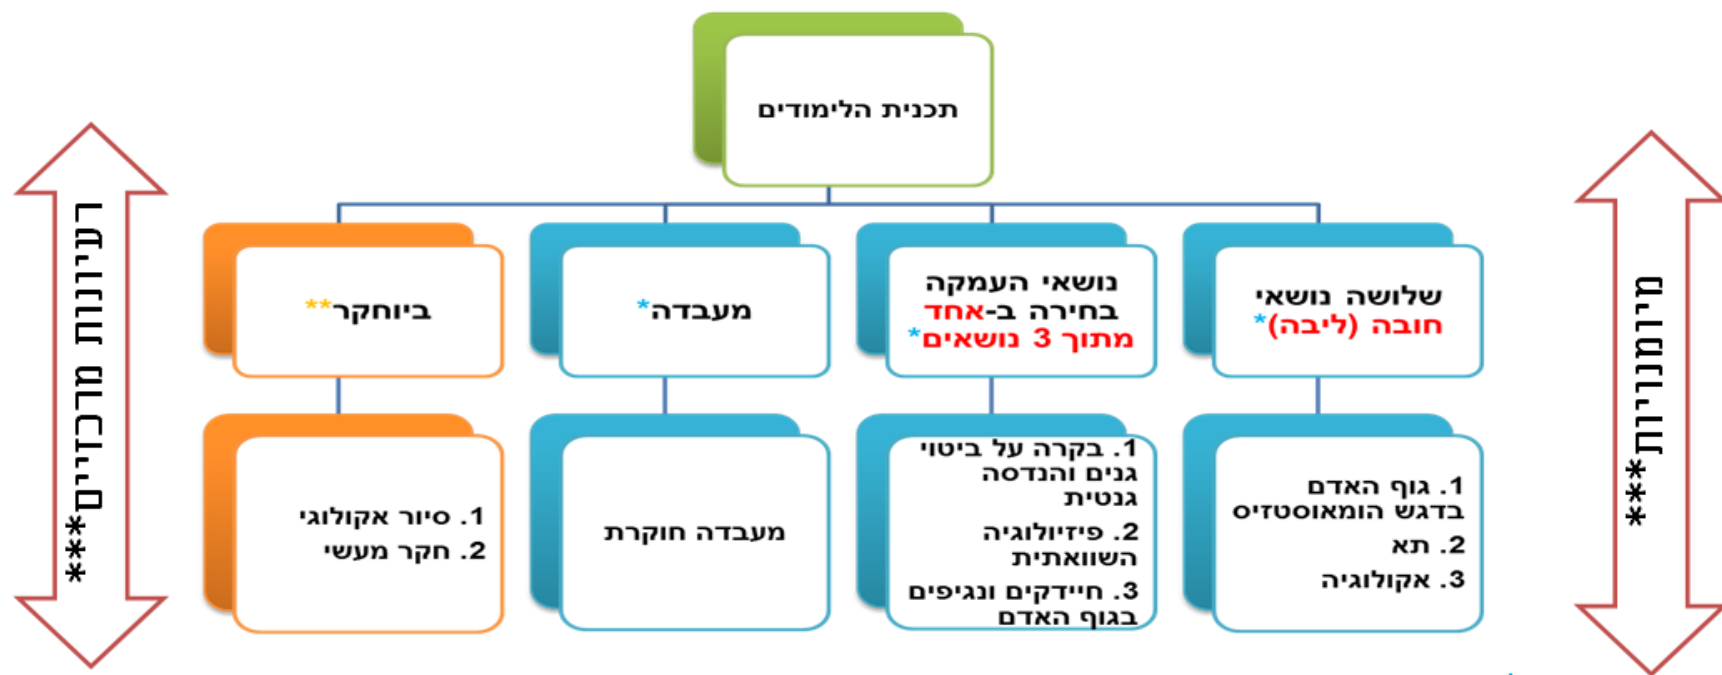 תכנית הלימודים
שלושה נושאי
חובה (ליבה)*
נושאי העמקה
בחירה ב-אחד
מתוך 3 נושאים*
מעבדה*
ביוחקר**
1. גוף האדם
בדגש הומאוסטזיס
2. תא
3. אקולוגיה
1. בקרה על ביטוי
גנים והנדסה
גנטית
2. פיזיולוגיה
השוואתית
3. חיידקים ונגיפים
בגוף האדם
מעבדה חוקרת
1. סיור אקולוגי
2. חקר מעשי
מיומנויות***
רעיונות מרכזיים***